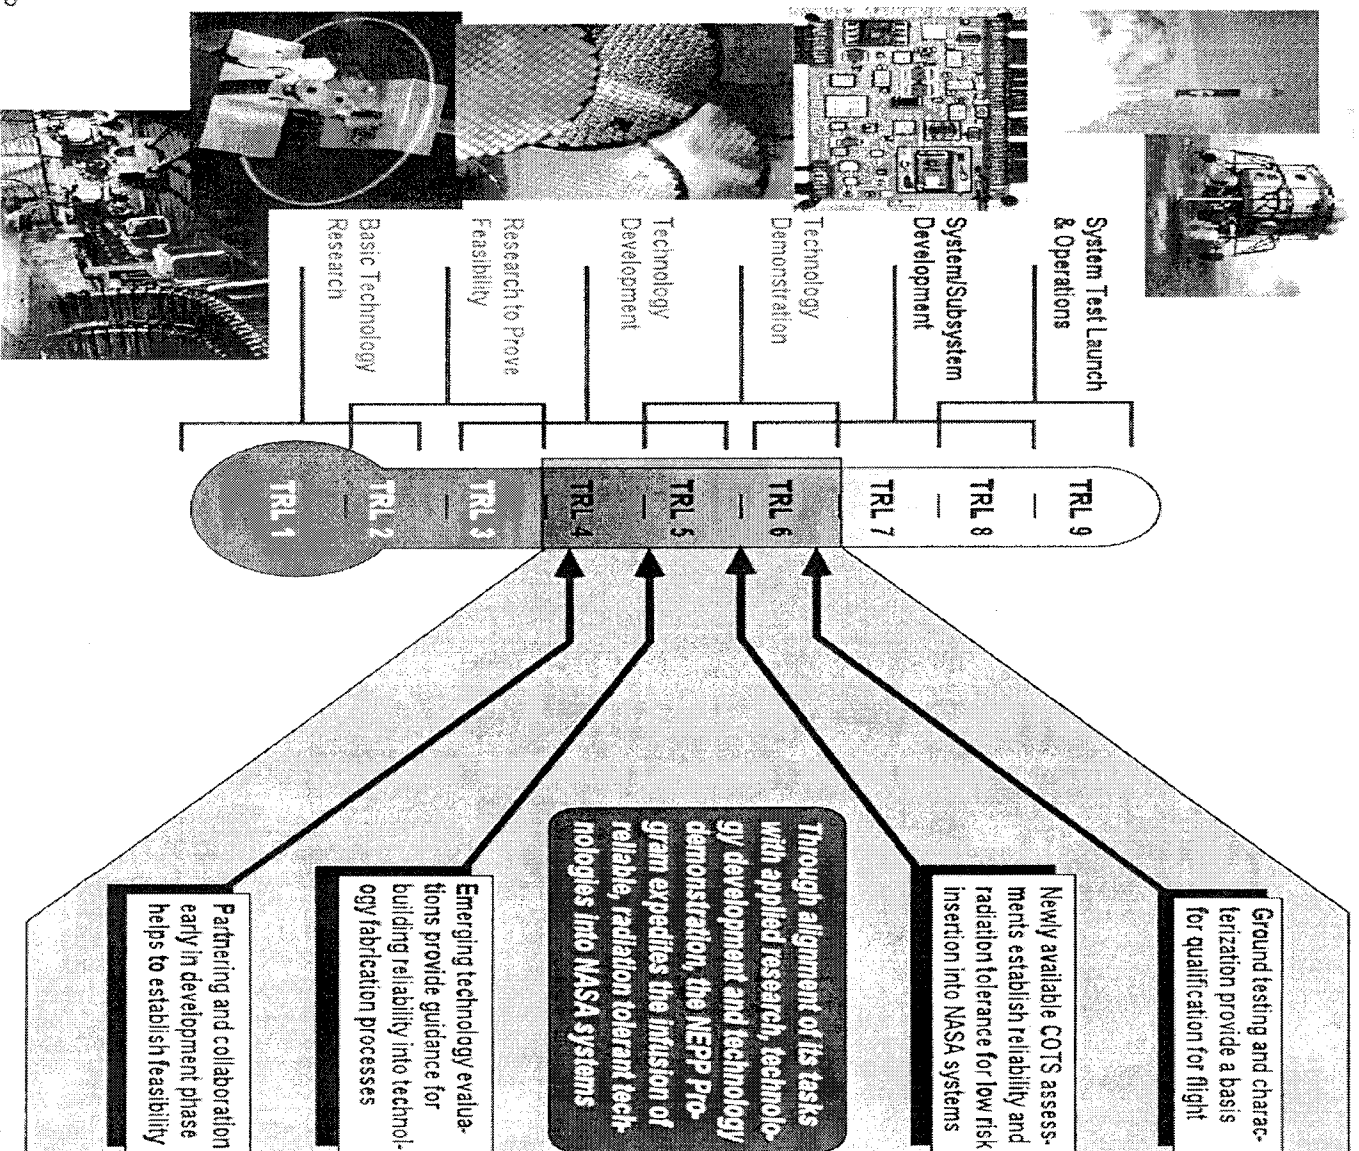 System Test Launch
& Operations
System/Subsystem
Development
Technology
Demonstration
Technology
Development
Research to Prove
Feasibility
Basic Technology
Research
TRL 9
TRL 8
TRL 7
TRL 6
TRL 5
TRL 4
TRL 3
TRL 2
TRL 1
Ground testing and charac-
terization provide a basis
for qualification for flight
Newly available COTS assess-
ments establish reliability and
radiaiton tolerance for low risk
insertion into NASA systems
Though alignment of its tasks
with applied research, technolo-
gy development and technology
demonstration, the NEPP Pro-
gram expedites the infusion of
reliable, radiation tolerant tech-
nologies into NASA systems
Emerging technology evalua-
tions provide guidance for
building reliability into technol-
ogy fabrication processes
Partnering and collaboration
early in development phase
helps to establish feasibility